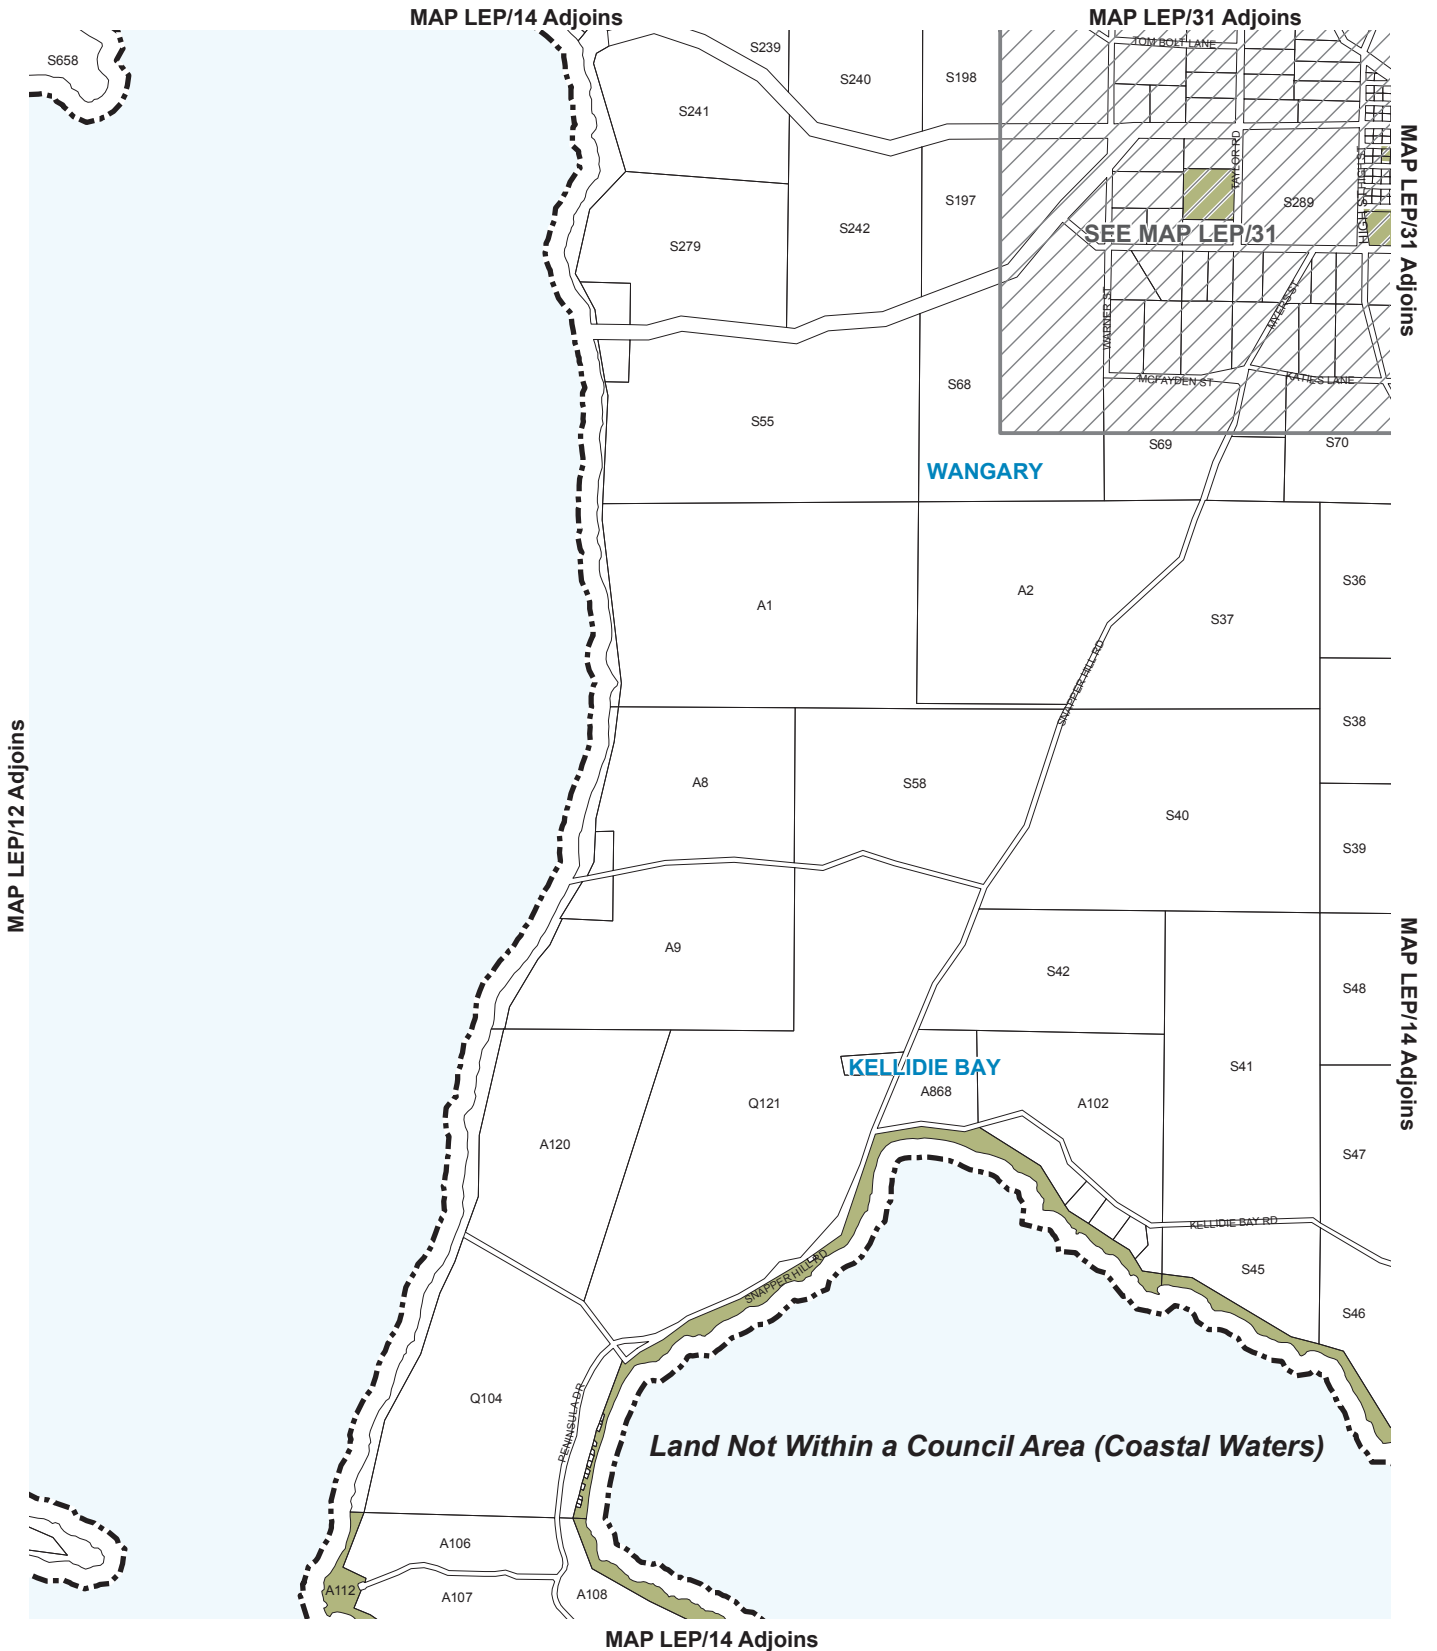 MAP LEP/14 Adjoins
MAP LEP/31 Adjoins
S658
S239
TOM BOLT LANE
S240
S198
S241
MAP LEP/31 Adjoins
TAYLOR RD
HIGH ST
S197
S289
S242
SEE MAP LEP/31
S279
WARNER ST
MYERS ST
S68
MCFAYDEN ST
KATIES LANE
S55
S69
S70
WANGARY
S36
A1
A2
S37
SNAPPER HILL RD
S38
MAP LEP/12 Adjoins
A8
S58
S40
S39
A9
S42
S48
MAP LEP/14 Adjoins
KELLIDIE BAY
S41
A868
Q121
A102
A120
S47
KELLIDIE BAY RD
SNAPPER HILL RD
S45
S46
Q104
PENINSULA DR
Land Not Within a Council Area (Coastal Waters)
A106
A112
A107
A108
MAP LEP/14 Adjoins